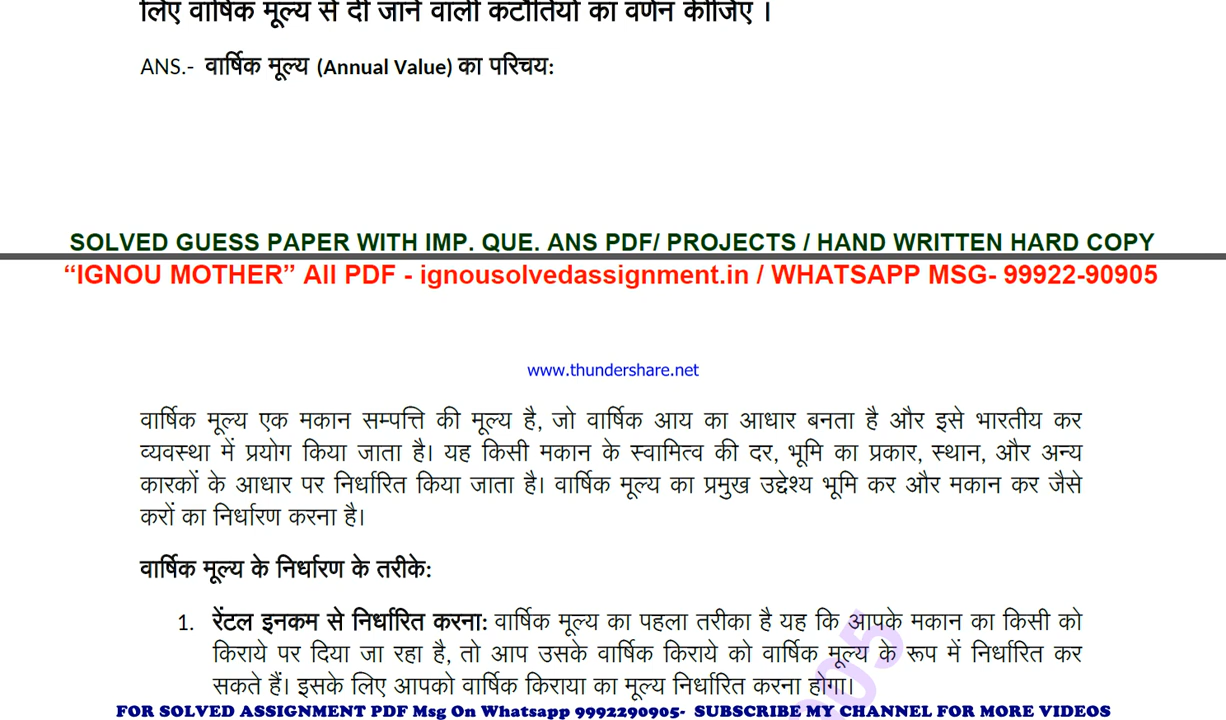 लिए वार्षिक मूल्य से दी जाने वाली कटौतियों का वर्णन कीजिए ।
ANS.- वार्षिक मूल्य (Annual Value) का परिचय:
SOLVED GUESS PAPER WITH IMP. QUE. ANS PDF/ PROJECTS / HAND WRITTEN HARD COPY
“IGNOU MOTHER” All PDF - ignousolvedassignment.in / WHATSAPP MSG- 99922-90905
www.thundershare.net
वार्षिक मूल्य एक मकान सम्पत्ति की मूल्य है, जो वार्षिक आय का आधार बनता है और इसे भारतीय कर
व्यवस्था में प्रयोग किया जाता है। यह किसी मकान के स्वामित्व की दर, भूमि का प्रकार, स्थान, और अन्य
कारकों के आधार पर निर्धारित किया जाता है। वार्षिक मूल्य का प्रमुख उद्देश्य भूमि कर और मकान कर जैसे
करों का निर्धारण करना है।
वार्षिक मूल्य के निर्धारण के तरीके:
1. रेंटल इनकम से निर्धारित करना: वार्षिक मूल्य का पहला तरीका है यह कि आपके मकान का किसी को
किराये पर दिया जा रहा है, तो आप उसके वार्षिक किराये को वार्षिक मूल्य के रूप में निर्धारित कर
सकते हैं। इसके लिए आपको वार्षिक किराया का मूल्य निर्धारित करना होगा।
FOR SOLVED ASSIGNMENT PDF Msg On Whatsapp 9992290905- SUBSCRIBE MY CHANNEL FOR MORE VIDEOS